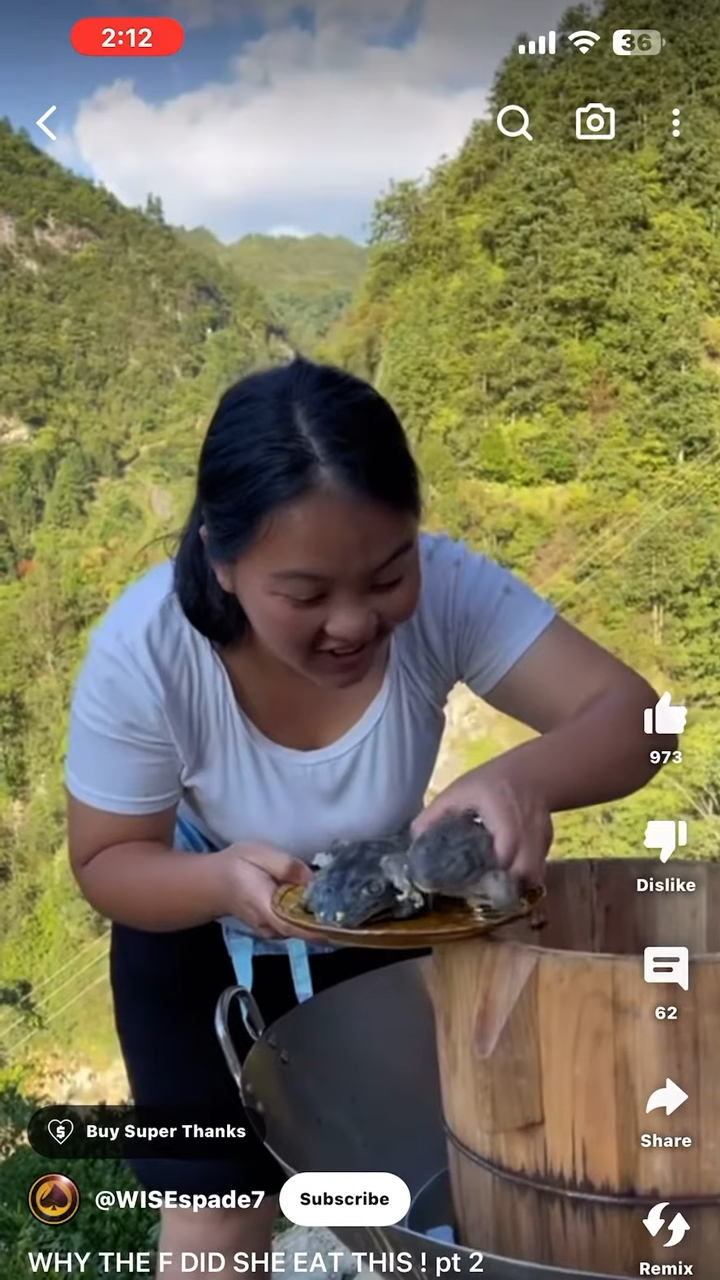 2:12
36
973
Dislike
62
Share
Buy Super Thanks
@WISEspade7
Subscribe
WHY THE F DID SHE EAT THIS ! pt 2
Remix